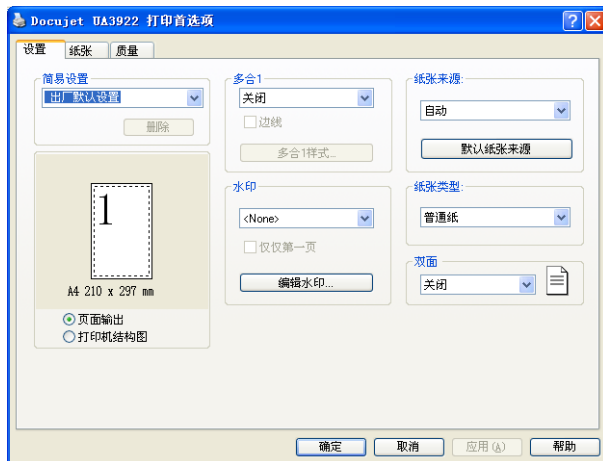 Docujet UA3922 打印首选项
设置
纸张
质量
简易设置
出厂默认设置
删除
1
A4 210 x 297 mm
页面输出
打印机结构图
多合1
关闭
边线
多合1样式...
水印
<None>
仅仅第一页
编辑水印...
纸张来源:
自动
默认纸张来源
纸张类型:
普通纸
双面
关闭
确定
取消
应用(A)
帮助